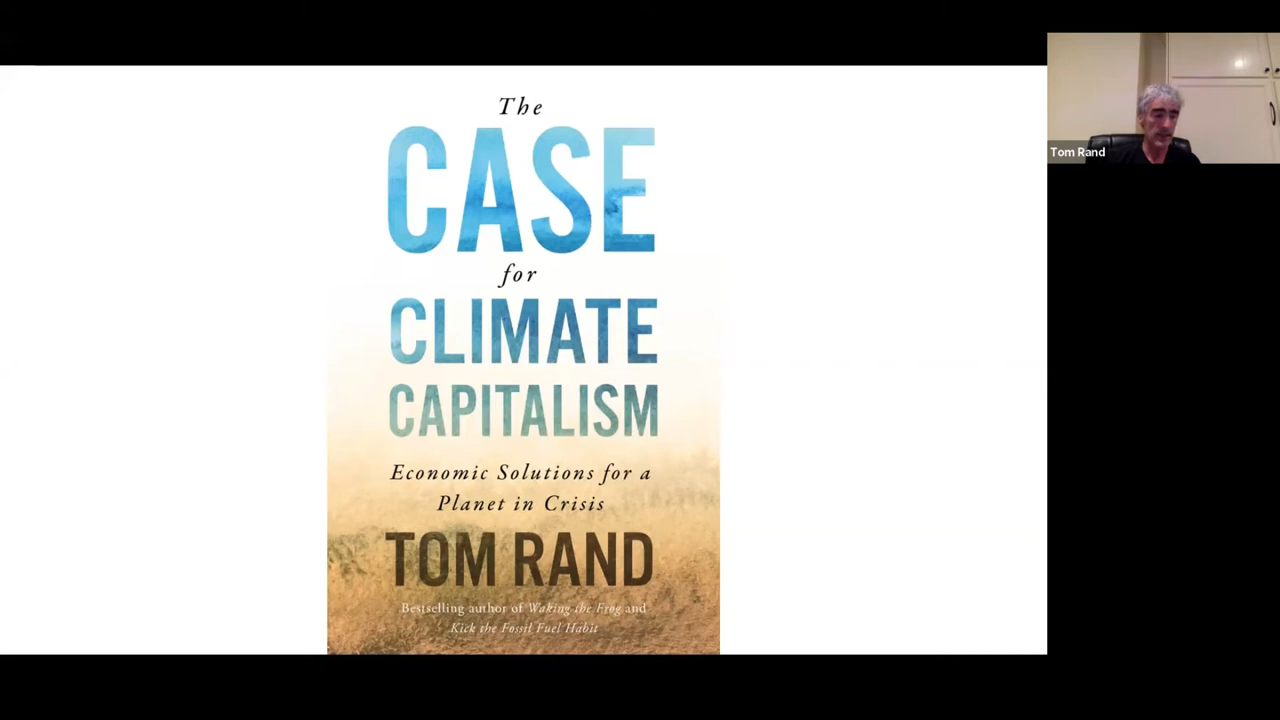 The
CASE
for
CLIMATE
CAPITALISM
Economic Solutions for a
Planet in Crisis
TOM RAND
Bestselling author of Waking the Frog and
Kick the Fossil Fuel Habit
Tom Rand